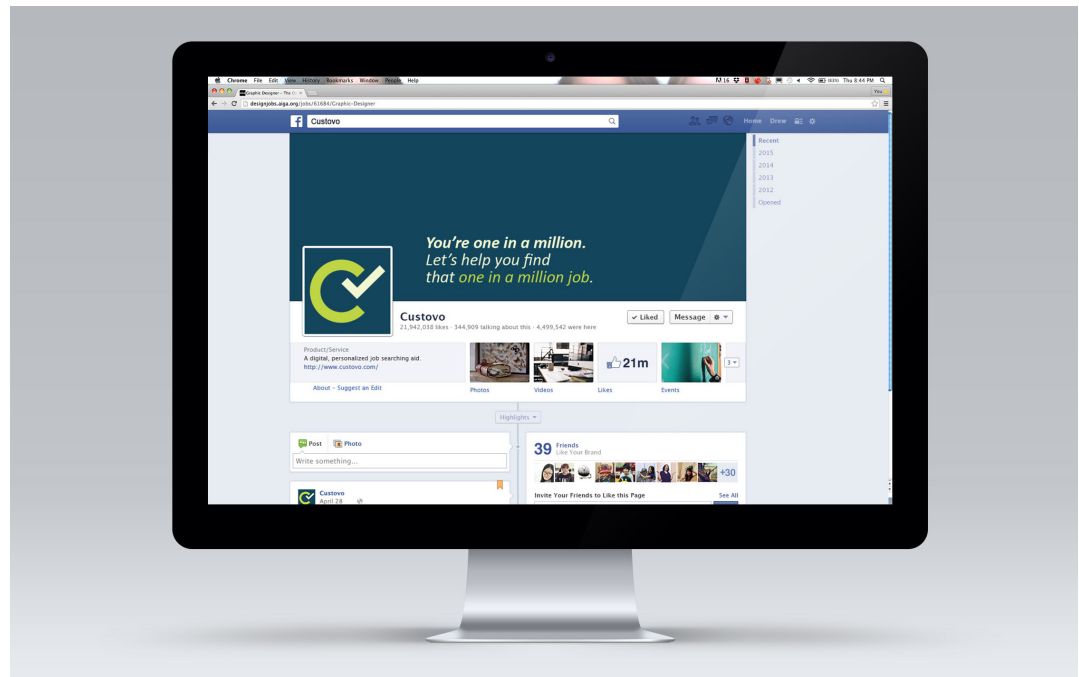 Chrome File Edit View History Bookmarks Window People Help
Thu 8:44 PM
Graphic Designer – The
You
designjobs.aiga.org/jobs/61684/Graphic-Designer
Custovo
Home Drew
Recent
2015
2014
2013
2012
Opened
You're one in a million.
Let's help you find
that one in a million job.
Custovo
21,942,038 likes · 344,909 talking about this · 4,499,542 were here
Liked
Message
Product/Service
A digital, personalized job searching aid.
http://www.custovo.com/
About – Suggest an Edit
21m
3
Photos
Videos
Likes
Events
Highlights
Post
Photo
Write something...
39 Friends
Like Your Brand
+30
Custovo
April 28
Invite Your Friends to Like this Page
See All